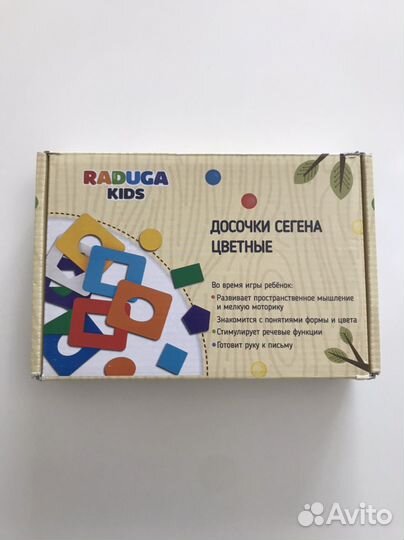 RADUGA
KIDS
ДОСОЧКИ СЕГЕНА
ЦВЕТНЫЕ
Во время игры ребёнок:
Развивает пространственное мышление
и мелкую моторику
Знакомится с понятиями формы и цвета
Стимулирует речевые функции
Готовит руку к письму
Avito